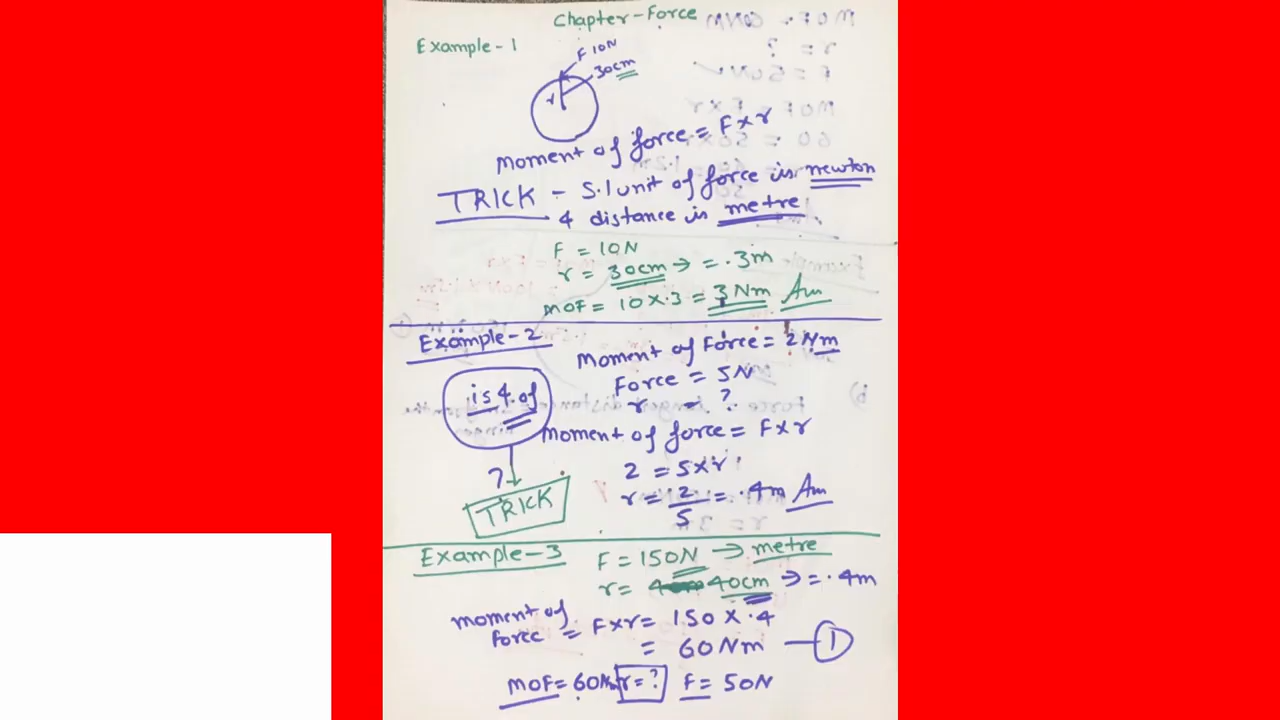 Chapter-Force
Example-1
F 10N
30cm
r
Moment of force = F×r
TRICK - S.I unit of force is newton
& distance is metre
F = 10N
r = 30cm → = .3m
MOF = 10×.3 = 3Nm Ans
Example-2
Moment of Force = 2Nm
Force = 5N
is & of
r = ?
Moment of force = F×r
2 = 5×r
TRICK
r = 2/5 = .4m Ans
Example-3
F = 150N → metre
r = 40cm → = .4m
moment of
force = F×r = 150×.4
= 60Nm — 1
MOF = 60Nm r = ? F = 50N